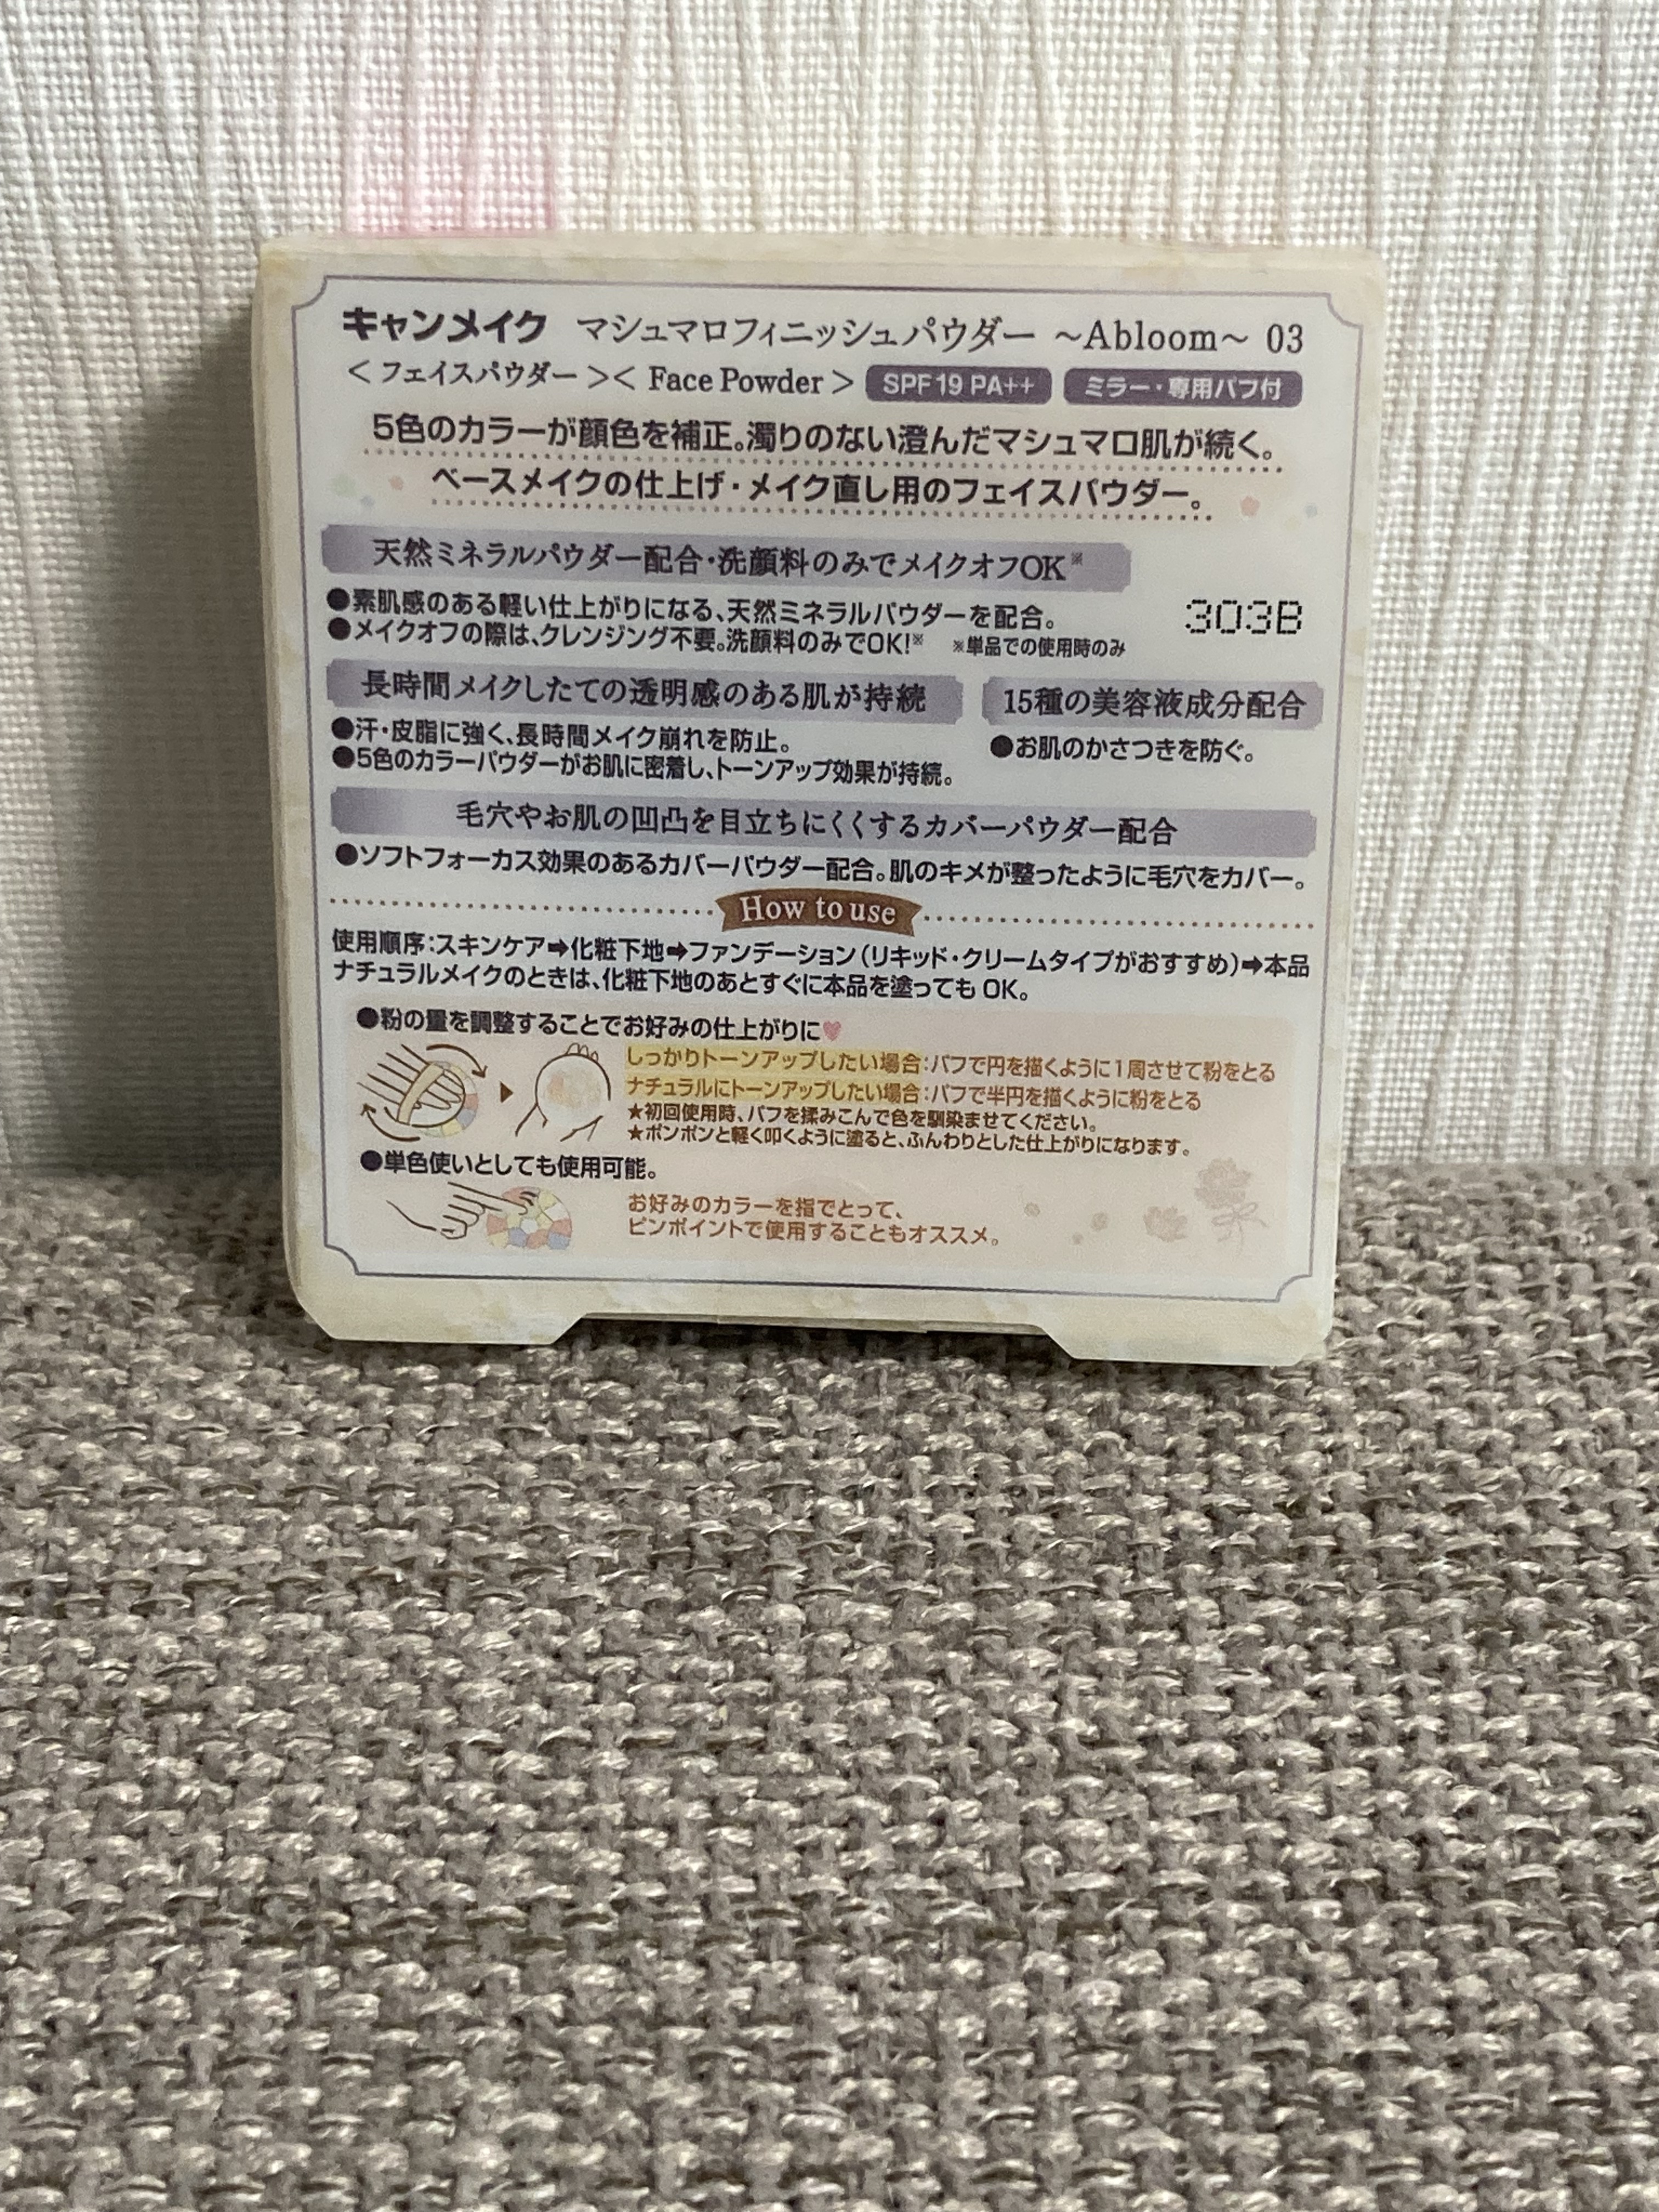 キャンメイク マシュマロフィニッシュパウダー ～Abloom～ 03
＜フェイスパウダー＞＜Face Powder＞ SPF19 PA++ ミラー・専用パフ付
5色のカラーが顔色を補正。濁りのない澄んだマシュマロ肌が続く。
ベースメイクの仕上げ・メイク直し用のフェイスパウダー。
天然ミネラルパウダー配合・洗顔料のみでメイクオフOK※
●素肌感のある軽い仕上がりになる、天然ミネラルパウダーを配合。
●メイクオフの際は、クレンジング不要。洗顔料のみでOK!※ ※単品での使用時のみ
303B
長時間メイクしたての透明感のある肌が持続
●汗・皮脂に強く、長時間メイク崩れを防止。
●5色のカラーパウダーがお肌に密着し、トーンアップ効果が持続。
15種の美容液成分配合
●お肌のかさつきを防ぐ。
毛穴やお肌の凹凸を目立ちにくくするカバーパウダー配合
●ソフトフォーカス効果のあるカバーパウダー配合。肌のキメが整ったように毛穴をカバー。
How to use
使用順序：スキンケア➡化粧下地➡ファンデーション（リキッド・クリームタイプがおすすめ）➡本品
ナチュラルメイクのときは、化粧下地のあとすぐに本品を塗っても OK。
●粉の量を調整することでお好みの仕上がりに♥
しっかりトーンアップしたい場合：パフで円を描くように1周させて粉をとる
ナチュラルにトーンアップしたい場合：パフで半円を描くように粉をとる
★初回使用時、パフを揉みこんで色を馴染ませてください。
★ポンポンと軽く叩くように塗ると、ふんわりとした仕上がりになります。
●単色使いとしても使用可能。
お好みのカラーを指でとって、
ピンポイントで使用することもオススメ。